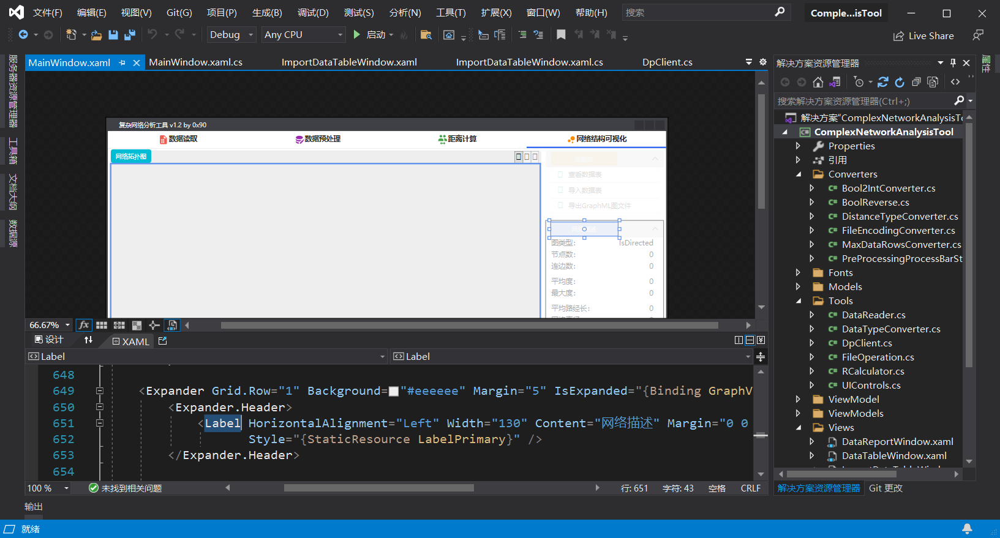 文件(F) 编辑(E) 视图(V) Git(G) 项目(P) 生成(B) 调试(D) 测试(S) 分析(N) 工具(T) 扩展(X) 窗口(W) 帮助(H) 搜索 Comple...isTool
Debug Any CPU 启动 Live Share
服务器资源管理器
工具箱
文档大纲
数据源
MainWindow.xaml MainWindow.xaml.cs ImportDataTableWindow.xaml ImportDataTableWindow.xaml.cs DpClient.cs
复杂网络分析工具 v1.2 by 0x90
数据读取 数据预处理 距离计算 网络结构可视化
网络拓扑图
查看数据表
导入数据表
导出GraphML图文件
图类型: IsDirected
节点数: 0
连边数: 0
平均度: 0
最大度: 0
平均路经长: 0
66.67% fx
设计 XAML
Label Label
648
649 <Expander Grid.Row="1" Background="#eeeeee" Margin="5" IsExpanded="{Binding GraphV
650 <Expander.Header>
651 <Label HorizontalAlignment="Left" Width="130" Content="网络描述" Margin="0 0
652 Style="{StaticResource LabelPrimary}" />
653 </Expander.Header>
654
100 % 未找到相关问题 行: 651 字符: 43 空格 CRLF
输出
就绪
解决方案资源管理器
搜索解决方案资源管理器(Ctrl+;)
解决方案"ComplexNetworkAnalysisTo
ComplexNetworkAnalysisTool
Properties
引用
Converters
Bool2IntConverter.cs
BoolReverse.cs
DistanceTypeConverter.cs
FileEncodingConverter.cs
MaxDataRowsConverter.cs
PreProcessingProcessBarSt
Fonts
Models
Tools
DataReader.cs
DataTypeConverter.cs
DpClient.cs
FileOperation.cs
RCalculator.cs
UIControls.cs
ViewModel
ViewModels
Views
DataReportWindow.xaml
DataTableWindow.xaml
解决方案资源管理器 Git 更改
属性